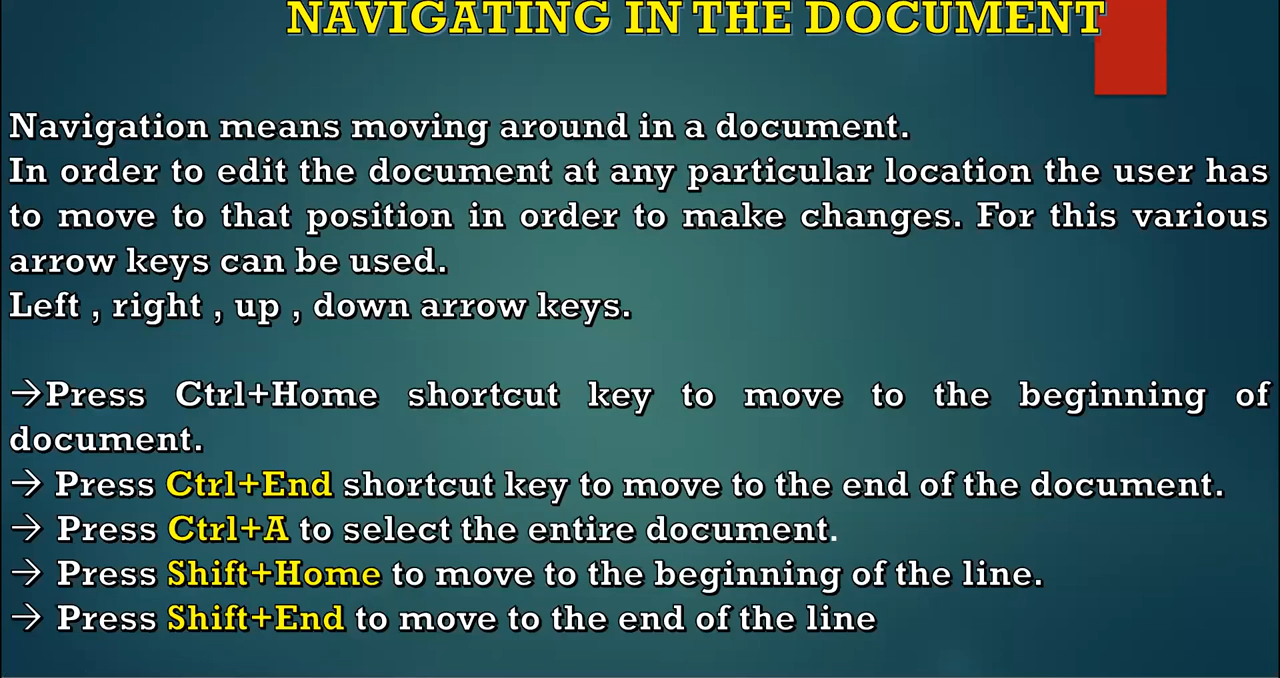 NAVIGATING IN THE DOCUMENT
Navigation means moving around in a document.
In order to edit the document at any particular location the user has
to move to that position in order to make changes. For this various
arrow keys can be used.
Left , right , up , down arrow keys.
→Press Ctrl+Home shortcut key to move to the beginning of
document.
→ Press Ctrl+End shortcut key to move to the end of the document.
→ Press Ctrl+A to select the entire document.
→ Press Shift+Home to move to the beginning of the line.
→ Press Shift+End to move to the end of the line